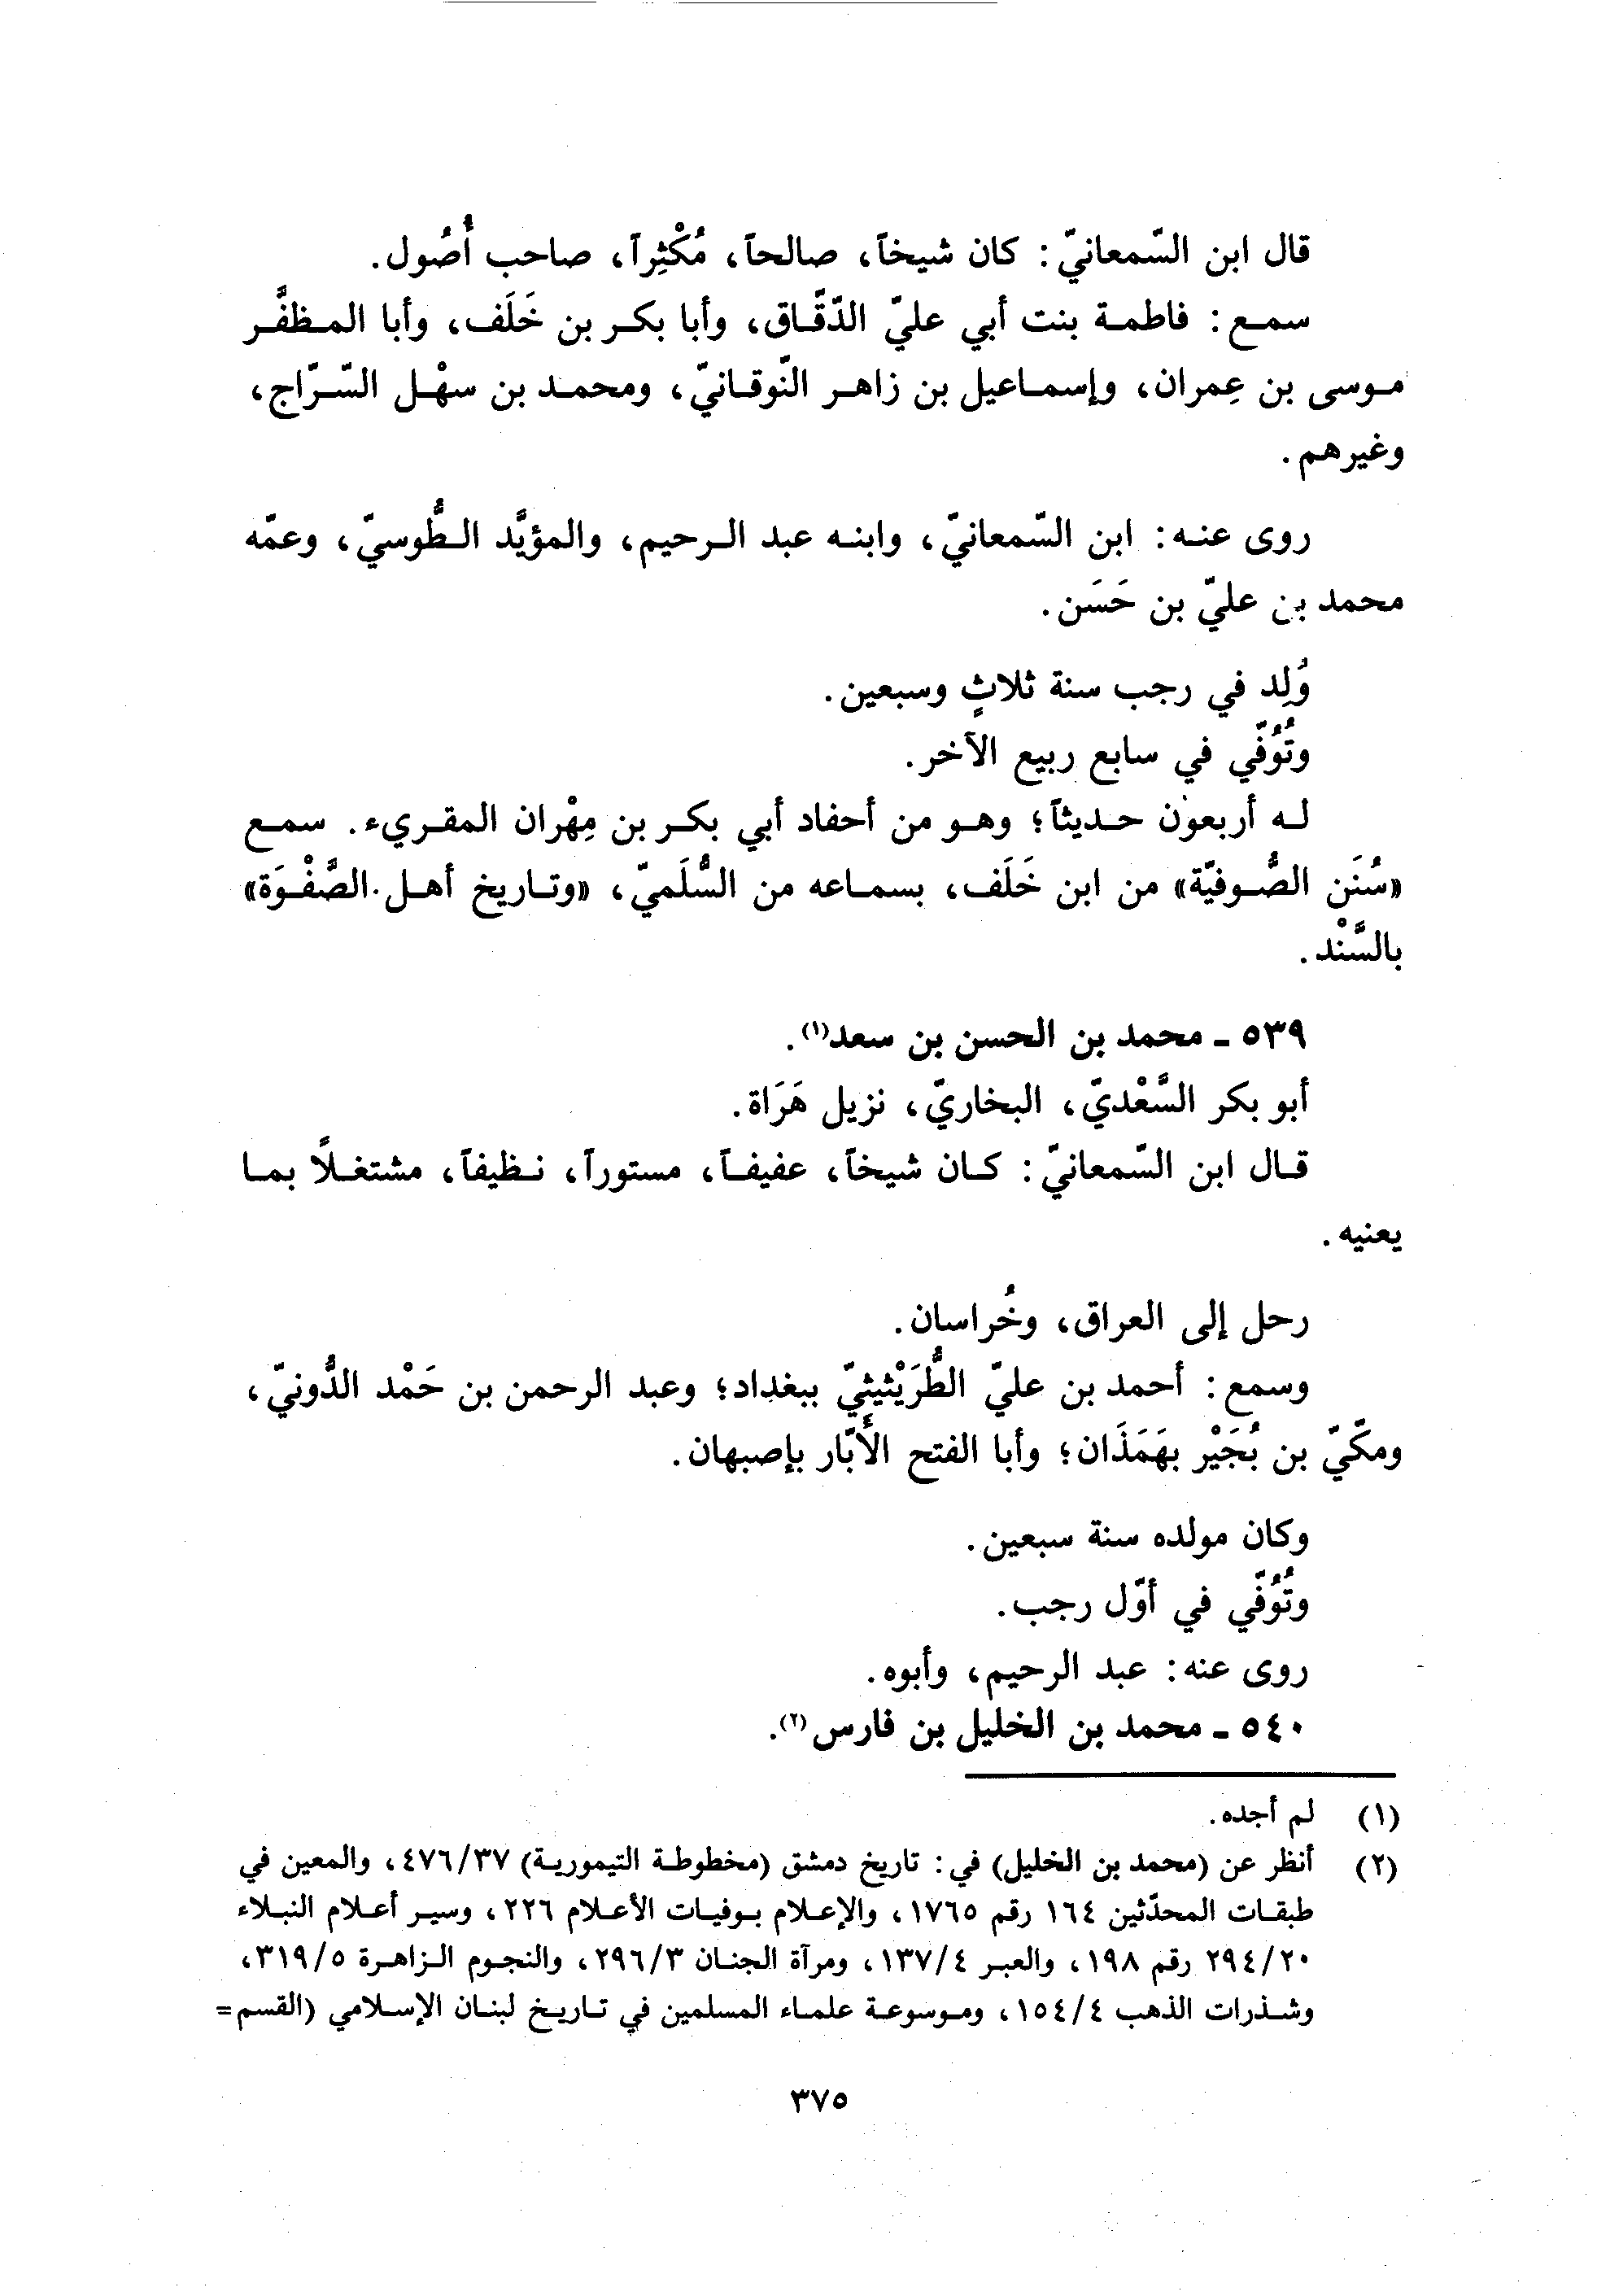 قال ابن السّمعانيّ: كان شيخاً، صالحاً، مُكْثِراً، صاحب أُصُول.
سمع: فاطمة بنت أبي عليّ الدّقّاق، وأبا بكر بن خَلَف، وأبا المظفَّر
موسى بن عِمران، وإسماعيل بن زاهر النّوقانيّ، ومحمد بن سهْل السّرّاج،
وغيرهم.
روى عنه: ابن السّمعانيّ، وابنه عبد الرحيم، والمؤيَّد الطُّوسيّ، وعمّه
محمد بن عليّ بن حَسَن.
وُلِد في رجب سنة ثلاثٍ وسبعين.
وتُوُفّي في سابع ربيع الآخر.
له أربعون حديثاً؛ وهو من أحفاد أبي بكر بن مِهْران المقريء. سمع
«سُنَن الصُّوفيّة» من ابن خَلَف، بسماعه من السُّلَميّ، «وتاريخ أهل الصَّفْوَة»
بالسَّنْد.
٥٣٩ ـ محمد بن الحسن بن سعد(١).
أبو بكر السَّعْديّ، البخاريّ، نزيل هَرَاة.
قال ابن السّمعانيّ: كان شيخاً، عفيفاً، مستوراً، نظيفاً، مشتغلاً بما
يعنيه.
رحل إلى العراق، وخُراسان.
وسمع: أحمد بن عليّ الطُّرَيْثيثيّ ببغداد؛ وعبد الرحمن بن حَمْد الدُّونيّ،
ومكّيّ بن بُجَيْر بهَمَذَان؛ وأبا الفتح الأَبّار بإصبهان.
وكان مولده سنة سبعين.
وتُوُفّي في أوّل رجب.
روى عنه: عبد الرحيم، وأبوه.
٥٤٠ ـ محمد بن الخليل بن فارس(٢).
(١) لم أجده.
(٢) أنظر عن (محمد بن الخليل) في: تاريخ دمشق (مخطوطة التيمورية) ٤٧٦/٣٧، والمعين في
طبقات المحدّثين ١٦٤ رقم ١٧٦٥، والإعلام بوفيات الأعلام ٢٢٦، وسير أعلام النبلاء
٢٩٤/٢٠ رقم ١٩٨، والعبر ١٣٧/٤، ومرآة الجنان ٢٩٦/٣، والنجوم الزاهرة ٣١٩/٥،
وشذرات الذهب ١٥٤/٤، وموسوعة علماء المسلمين في تاريخ لبنان الإسلامي (القسم=
٣٧٥